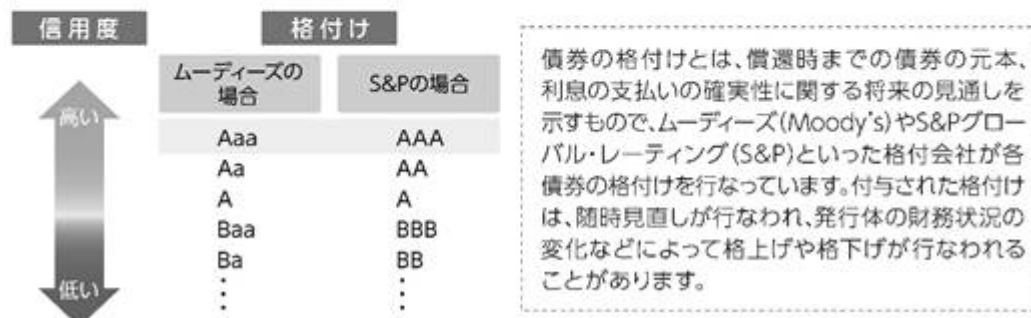 信用度
格付け
ムーディーズの
場合
S&Pの場合
高い
Aaa AAA
Aa AA
A A
Baa BBB
Ba BB
⋮ ⋮
低い
債券の格付けとは、償還時までの債券の元本、
利息の支払いの確実性に関する将来の見通しを
示すもので、ムーディーズ(Moody's)やS&Pグロー
バル・レーティング(S&P)といった格付会社が各
債券の格付けを行なっています。付与された格付け
は、随時見直しが行なわれ、発行体の財務状況の
変化などによって格上げや格下げが行なわれる
ことがあります。